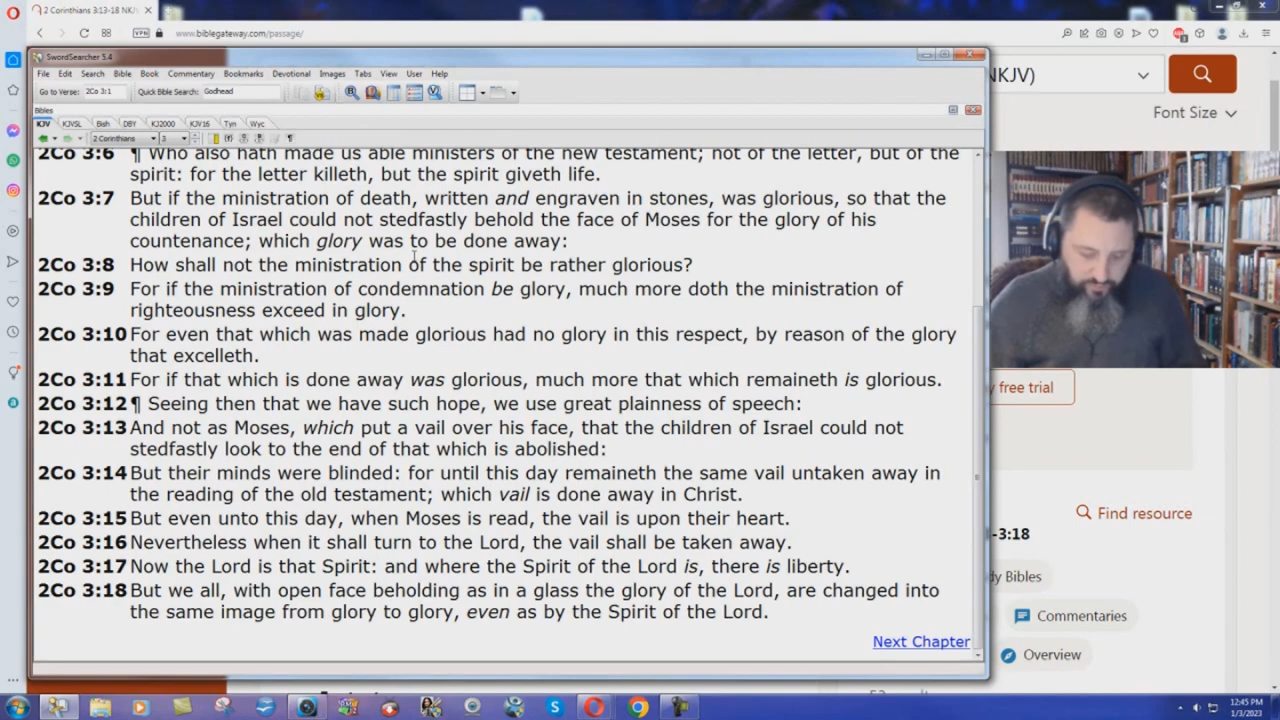 2 Corinthians 3:13-18 NKJV
88
VPN
www.biblegateway.com/passage/
SwordSearcher 5.4
File Edit Search Bible Book Commentary Bookmarks Devotional Images Tabs View User Help
Go to Verse: 2Co 3:1 Quick Bible Search: Godhead
Bibles
KJV KJVSL Bish DBY KJ2000 KJV16 Tyn Wyc
2 Corinthians 3
2Co 3:6 ¶ Who also hath made us able ministers of the new testament; not of the letter, but of the
spirit: for the letter killeth, but the spirit giveth life.
2Co 3:7 But if the ministration of death, written and engraven in stones, was glorious, so that the
children of Israel could not stedfastly behold the face of Moses for the glory of his
countenance; which glory was to be done away:
2Co 3:8 How shall not the ministration of the spirit be rather glorious?
2Co 3:9 For if the ministration of condemnation be glory, much more doth the ministration of
righteousness exceed in glory.
2Co 3:10 For even that which was made glorious had no glory in this respect, by reason of the glory
that excelleth.
2Co 3:11 For if that which is done away was glorious, much more that which remaineth is glorious.
2Co 3:12 ¶ Seeing then that we have such hope, we use great plainness of speech:
2Co 3:13 And not as Moses, which put a vail over his face, that the children of Israel could not
stedfastly look to the end of that which is abolished:
2Co 3:14 But their minds were blinded: for until this day remaineth the same vail untaken away in
the reading of the old testament; which vail is done away in Christ.
2Co 3:15 But even unto this day, when Moses is read, the vail is upon their heart.
2Co 3:16 Nevertheless when it shall turn to the Lord, the vail shall be taken away.
2Co 3:17 Now the Lord is that Spirit: and where the Spirit of the Lord is, there is liberty.
2Co 3:18 But we all, with open face beholding as in a glass the glory of the Lord, are changed into
the same image from glory to glory, even as by the Spirit of the Lord.
Next Chapter
NKJV)
Font Size
free trial
Find resource
-3:18
Bibles
Commentaries
Overview
12:45 PM
1/3/2023